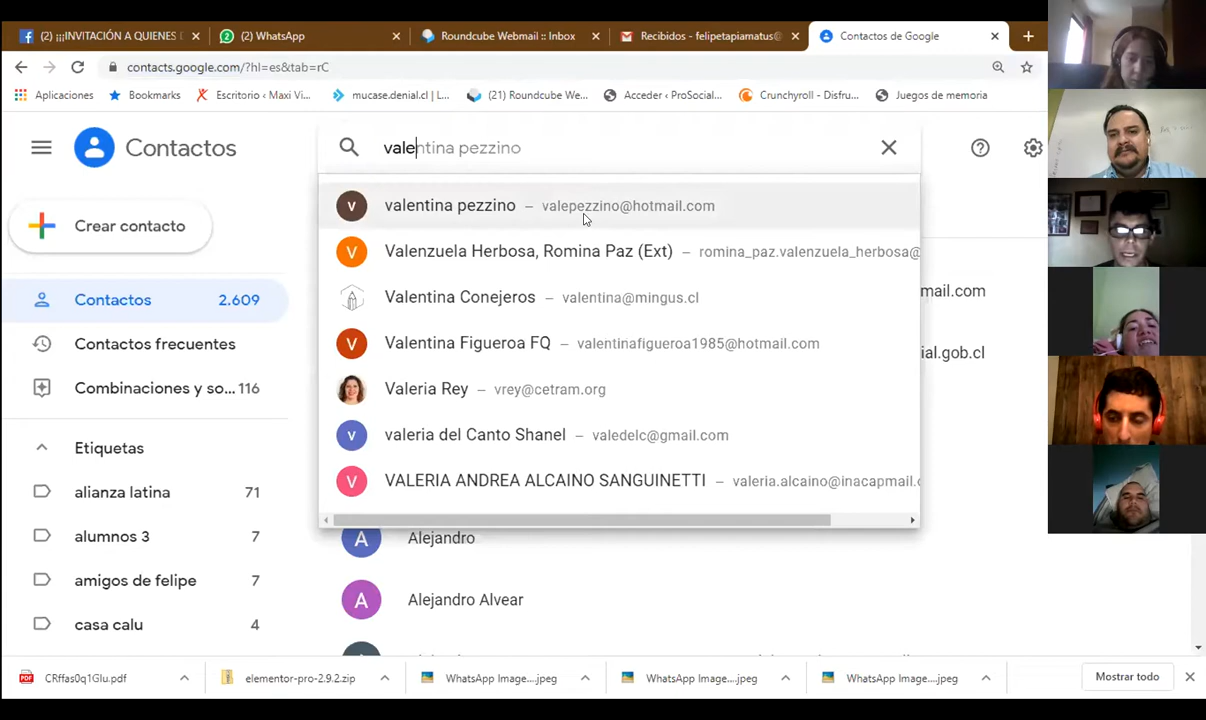 (2) ¡¡¡INVITACIÓN A QUIENES D
(2) WhatsApp
Roundcube Webmail :: Inbox
Recibidos - felipetapiamatus@
Contactos de Google
contacts.google.com/?hl=es&tab=rC
Aplicaciones
Bookmarks
Escritorio ‹ Maxi Vi...
mucase.denial.cl | L...
(21) Roundcube We...
Acceder ‹ ProSocial...
Crunchyroll - Disfru...
Juegos de memoria
Contactos
valentina pezzino
Crear contacto
Contactos 2.609
Contactos frecuentes
Combinaciones y so... 116
Etiquetas
alianza latina 71
alumnos 3 7
amigos de felipe 7
casa calu 4
V valentina pezzino – valepezzino@hotmail.com
V Valenzuela Herbosa, Romina Paz (Ext) – romina_paz.valenzuela_herbosa@
Valentina Conejeros – valentina@mingus.cl
V Valentina Figueroa FQ – valentinafigueroa1985@hotmail.com
Valeria Rey – vrey@cetram.org
V valeria del Canto Shanel – valedelc@gmail.com
V VALERIA ANDREA ALCAINO SANGUINETTI – valeria.alcaino@inacapmail.c
mail.com
ial.gob.cl
A Alejandro
A Alejandro Alvear
CRffas0q1Glu.pdf
elementor-pro-2.9.2.zip
WhatsApp Image....jpeg
WhatsApp Image....jpeg
WhatsApp Image....jpeg
Mostrar todo